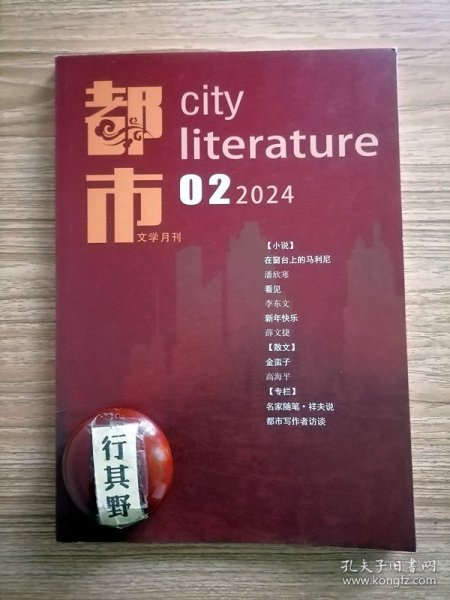 都市
city
literature
02 2024
文学月刊
【小说】
在窗台上的马利尼
潘欣寒
看见
李东文
新年快乐
薛文捷
【散文】
金蛮子
高海平
【专栏】
名家随笔·祥夫说
都市写作者访谈
行其野
孔夫子旧书网
www.kongfz.com